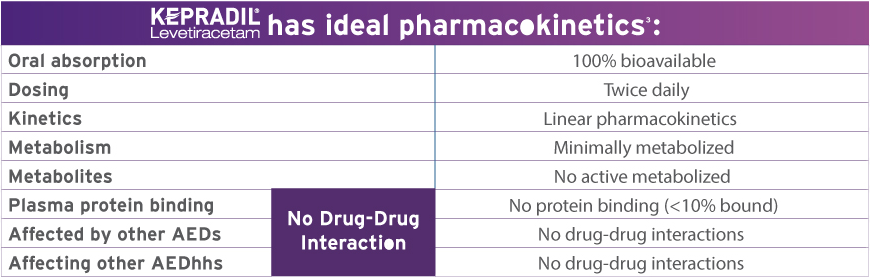 KEPRADIL® Levetiracetam has ideal pharmacokinetics³:
Oral absorption 100% bioavailable
Dosing Twice daily
Kinetics Linear pharmacokinetics
Metabolism Minimally metabolized
Metabolites No active metabolized
Plasma protein binding No protein binding (<10% bound)
No Drug-Drug
Interaction
Affected by other AEDs No drug-drug interactions
Affecting other AEDhhs No drug-drug interactions